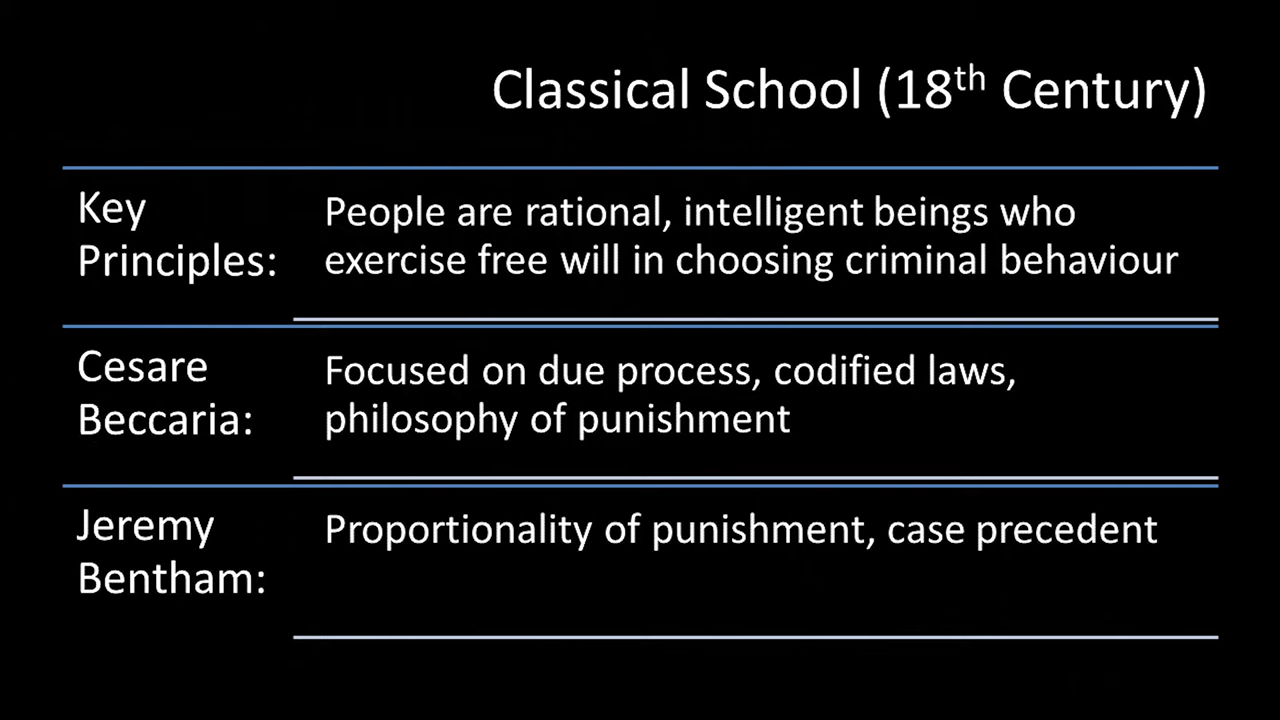 Classical School (18th Century)
Key
Principles:
People are rational, intelligent beings who
exercise free will in choosing criminal behaviour
Cesare
Beccaria:
Focused on due process, codified laws,
philosophy of punishment
Jeremy
Bentham:
Proportionality of punishment, case precedent